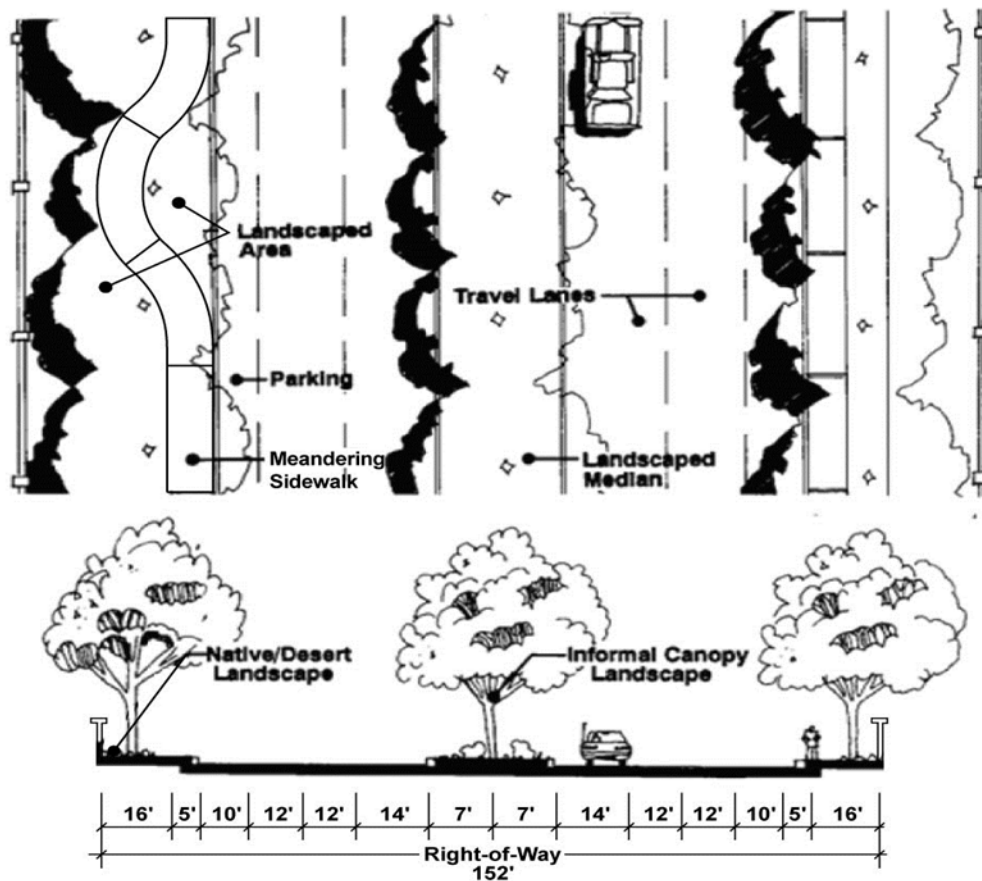 Landscaped
Area
Travel Lanes
Parking
Meandering
Sidewalk
Landscaped
Median
Native/Desert
Landscape
Informal Canopy
Landscape
16' 5' 10' 12' 12' 14' 7' 7' 14' 12' 12' 10' 5' 16'
Right-of-Way
152'